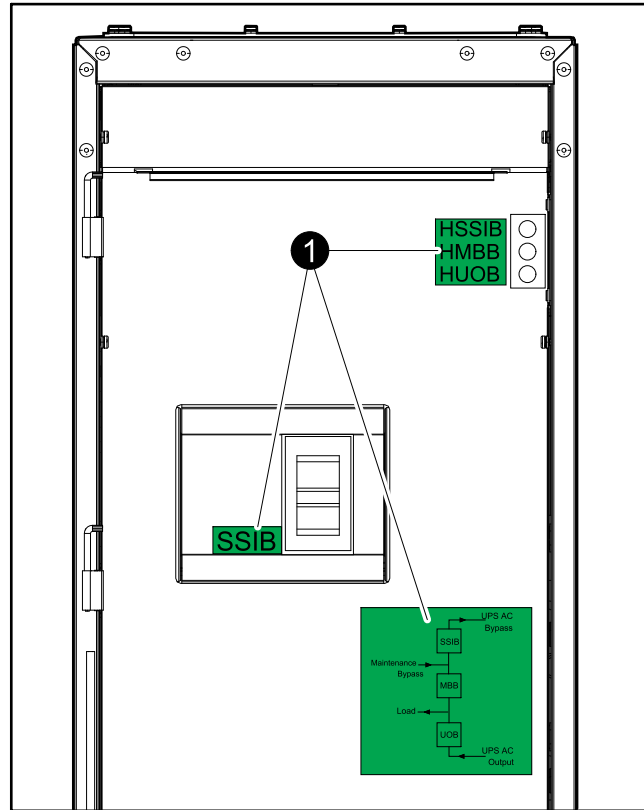 HSSIB
HMBB
HUOB
1
SSIB
UPS AC
Bypass
SSIB
Maintenance
Bypass
MBB
Load
UOB
UPS AC
Output